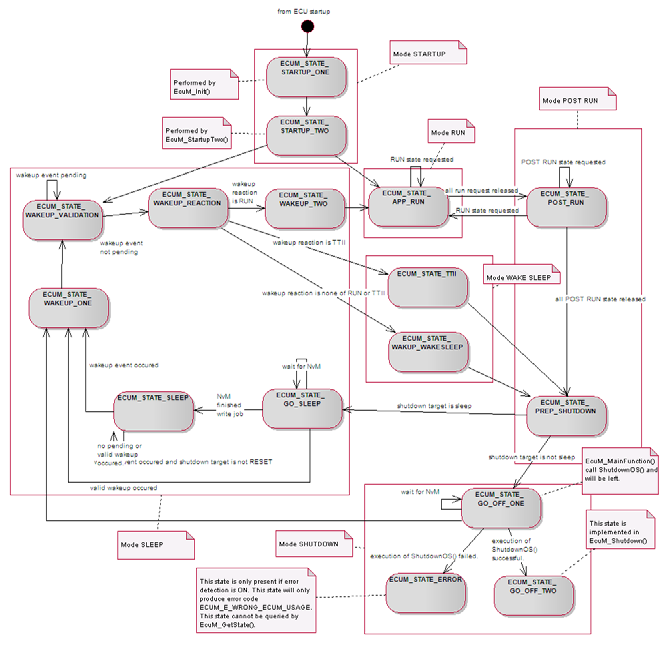 from ECU startup
ECUM_STATE_
STARTUP_ONE
Mode STARTUP
Performed by
EcuM_Init()
ECUM_STATE_
STARTUP_TWO
Performed by
EcuM_StartupTwo()
Mode RUN
Mode POST RUN
wakeup event pending
RUN state requested
POST RUN state requested
ECUM_STATE_
WAKEUP_VALIDATION
ECUM_STATE_
WAKEUP_REACTION
wakeup
reaction
is RUN
ECUM_STATE_
WAKEUP_TWO
ECUM_STATE_
APP_RUN
all run request released
RUN state requested
ECUM_STATE_
POST_RUN
wakeup event
not pending
wakeup reaction is TTII
wakeup reaction is none of RUN or TTII
ECUM_STATE_TTII
Mode WAKE SLEEP
all POST RUN state released
ECUM_STATE_
WAKEUP_ONE
ECUM_STATE_
WAKUP_WAKESLEEP
wakeup event occured
wait for NvM
ECUM_STATE_SLEEP
NvM
finished
write job
ECUM_STATE_
GO_SLEEP
shutdown target is sleep
ECUM_STATE_
PREP_SHUTDOWN
no pending or
valid wakeup
occured
rent occured and shutdown target is not RESET
valid wakeup occured
shutdown target is not sleep
EcuM_MainFunction()
call ShutdownOS() and
will be left.
wait for NvM
ECUM_STATE_
GO_OFF_ONE
Mode SLEEP
Mode SHUTDOWN
This state is
implemented in
EcuM_Shutdown()
execution of ShutdownOS() failed.
execution of
ShutdownOS()
successful.
ECUM_STATE_ERROR
ECUM_STATE_
GO_OFF_TWO
This state is only present if error
detection is ON. This state will only
produce error code
ECUM_E_WRONG_ECUM_USAGE.
This state cannot be queried by
EcuM_GetState().